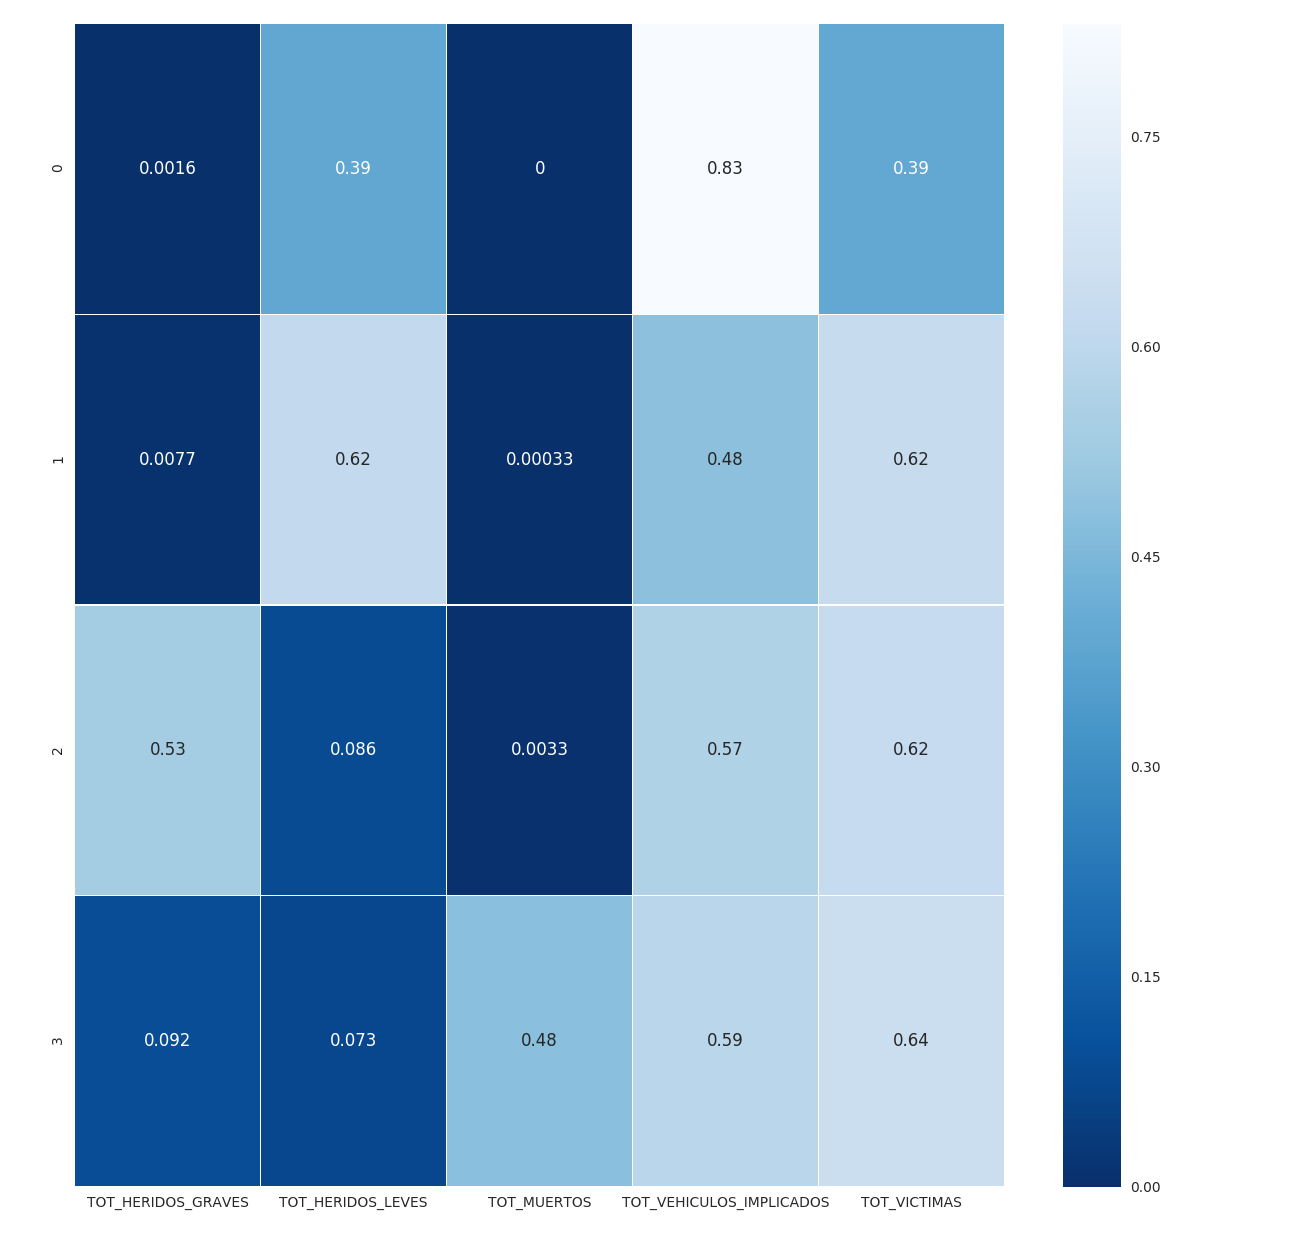 0 0.0016 0.39 0 0.83 0.39
1 0.0077 0.62 0.00033 0.48 0.62
2 0.53 0.086 0.0033 0.57 0.62
3 0.092 0.073 0.48 0.59 0.64
TOT_HERIDOS_GRAVES TOT_HERIDOS_LEVES TOT_MUERTOS TOT_VEHICULOS_IMPLICADOS TOT_VICTIMAS
0.75
0.60
0.45
0.30
0.15
0.00